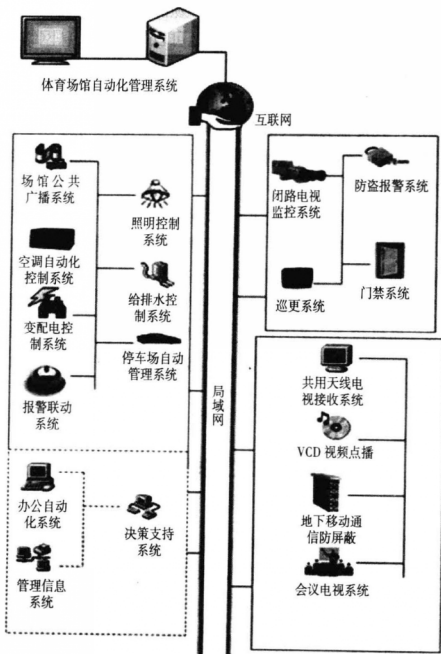 体育场馆自动化管理系统
互联网
场馆公共
广播系统
照明控制
系统
空调自动化
控制系统
给排水控
制系统
变配电控
制系统
停车场自动
管理系统
报警联动
系统
办公自动
化系统
决策支持
系统
管理信息
系统
局
域
网
闭路电视
监控系统
防盗报警系统
巡更系统
门禁系统
共用天线电
视接收系统
VCD 视频点播
地下移动通
信防屏蔽
会议电视系统